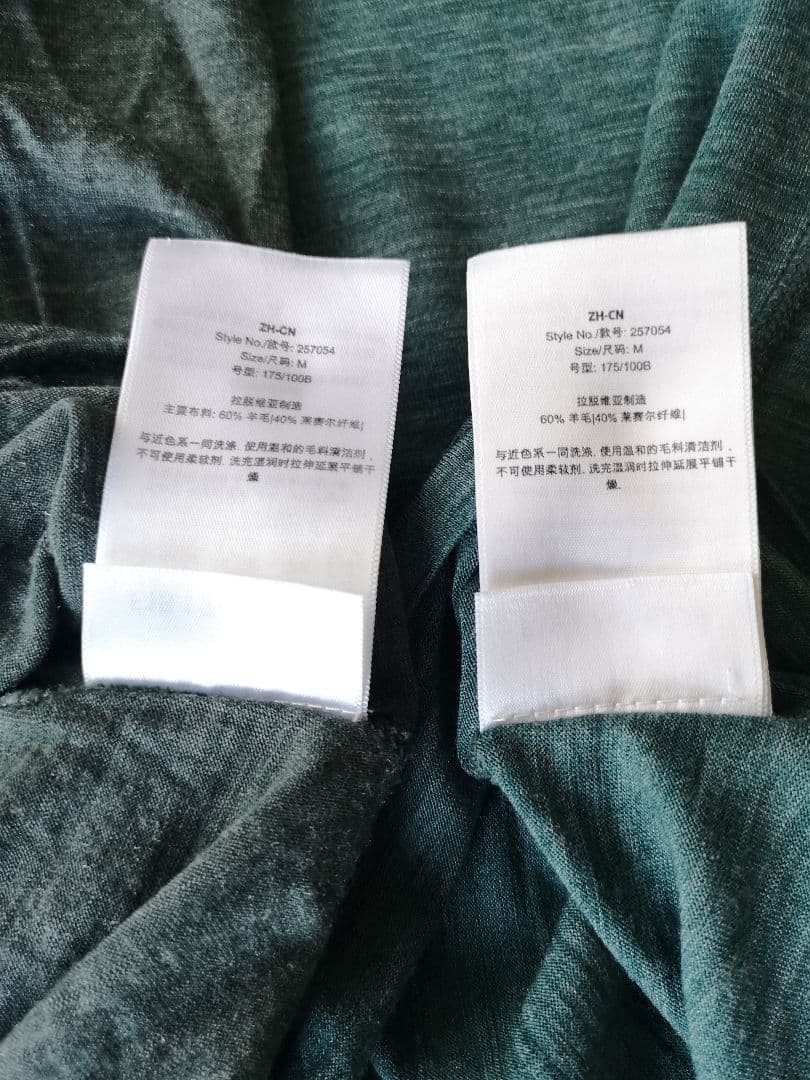 ZH-CN
Style No./款号: 257054
Size/尺码: M
号型: 175/100B
拉脱维亚制造
主要布料: 60% 羊毛|40% 莱赛尔纤维|
与近色系一同洗涤. 使用温和的毛料清洁剂,
不可使用柔软剂. 洗完湿润时拉伸延展平铺干
燥
ZH-CN
Style No./款号: 257054
Size/尺码: M
号型: 175/100B
拉脱维亚制造
60% 羊毛|40% 莱赛尔纤维|
与近色系一同洗涤. 使用温和的毛料清洁剂,
不可使用柔软剂. 洗完湿润时拉伸延展平铺干
燥.